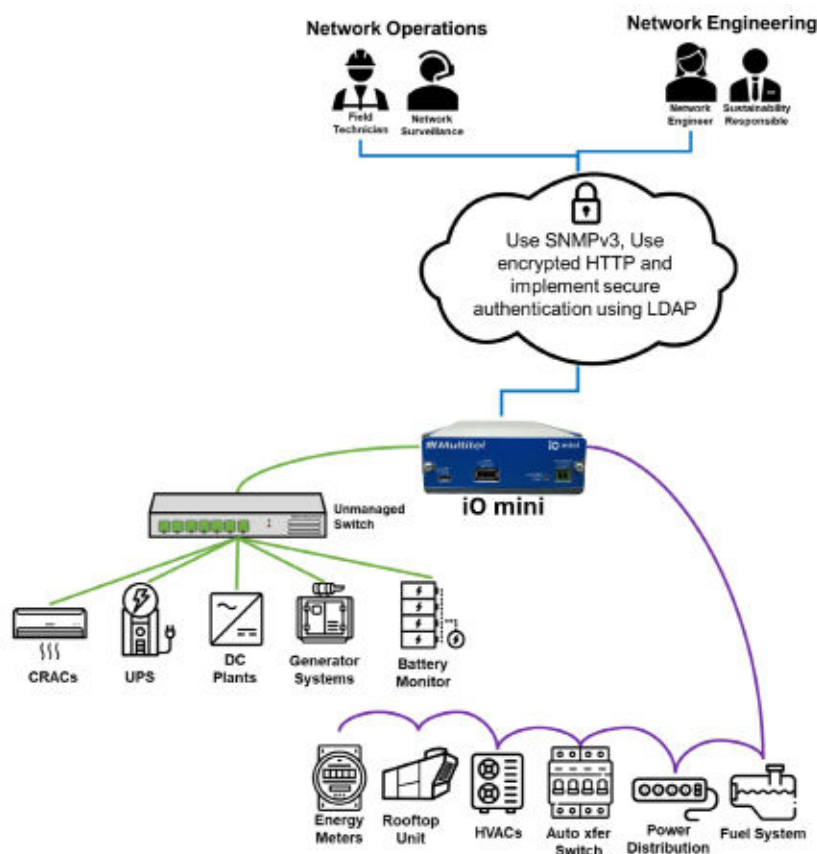 Network Operations
Network Engineering
Field
Technician
Network
Surveillance
Network
Engineer
Sustainability
Responsible
Use SNMPv3, Use
encrypted HTTP and
implement secure
authentication using LDAP
Multitel
iO mini
iO mini
Unmanaged
Switch
CRACs
UPS
DC
Plants
Generator
Systems
Battery
Monitor
Energy
Meters
Rooftop
Unit
HVACs
Auto xfer
Switch
Power
Distribution
Fuel System